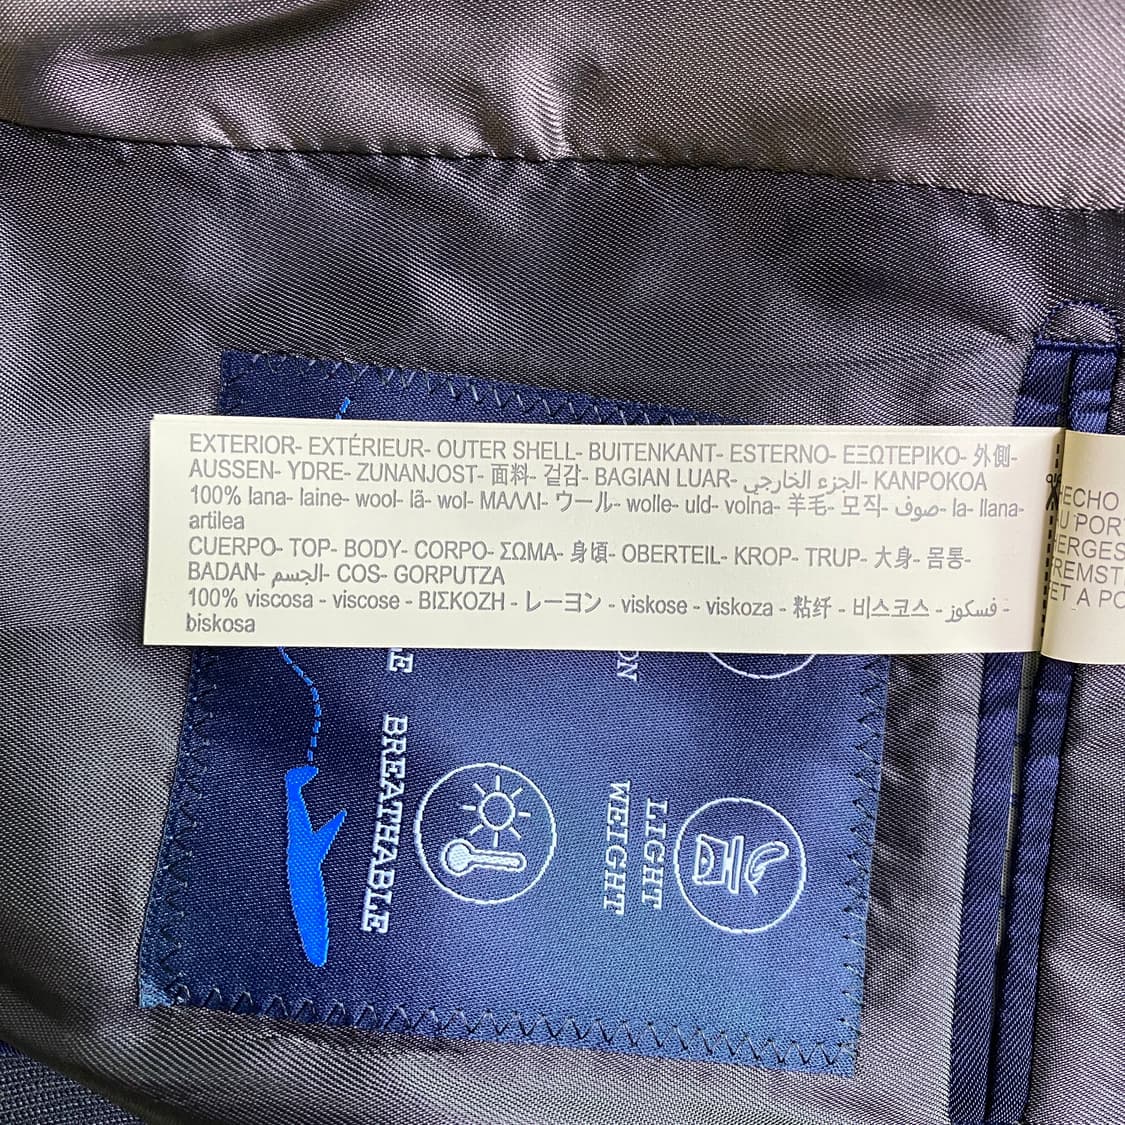 EXTERIOR- EXTÉRIEUR- OUTER SHELL- BUITENKANT- ESTERNO- ΕΞΩΤΕΡΙΚΟ- 外側-
AUSSEN- YDRE- ZUNANJOST- 面料- 겉감- BAGIAN LUAR- الجزء الخارجي- KANPOKOA
100% lana- laine- wool- lã- wol- ΜΑΛΛΙ- ウール- wolle- uld- volna- 羊毛- 모직- صوف- la- llana-
artilea
CUERPO- TOP- BODY- CORPO- ΣΩΜΑ- 身頃- OBERTEIL- KROP- TRUP- 大身- 몸통-
BADAN- الجسم- COS- GORPUTZA
100% viscosa - viscose - ΒΙΣΚΟΖΗ - レーヨン - viskose - viskoza - 粘纤 - 비스코스 - فسكوز -
biskosa
BREATHABLE
LIGHT
WEIGHT